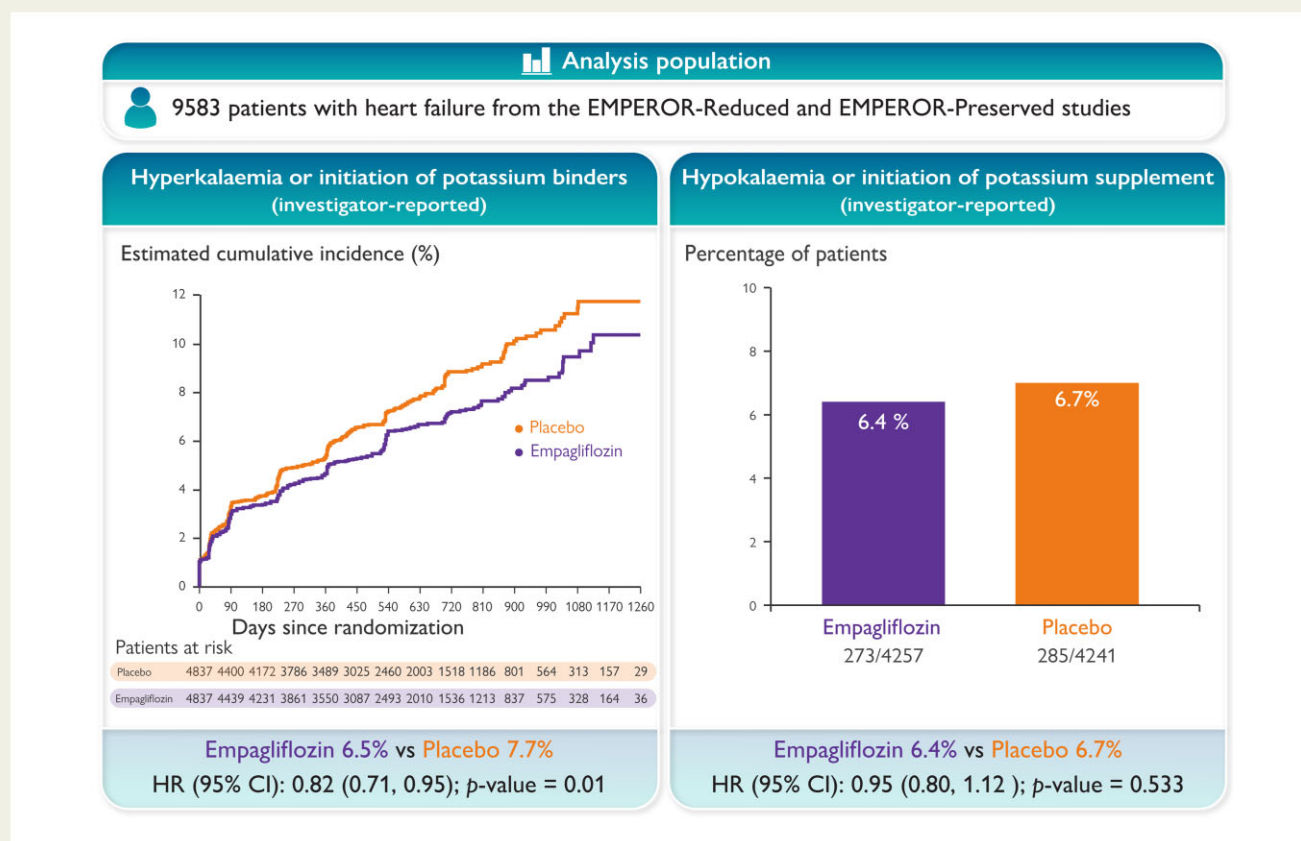 Analysis population
9583 patients with heart failure from the EMPEROR-Reduced and EMPEROR-Preserved studies
Hyperkalaemia or initiation of potassium binders
(investigator-reported)
Estimated cumulative incidence (%)
12
10
8
6
4
2
0
Placebo
Empagliflozin
0 90 180 270 360 450 540 630 720 810 900 990 1080 1170 1260
Days since randomization
Patients at risk
Placebo 4837 4400 4172 3786 3489 3025 2460 2003 1518 1186 801 564 313 157 29
Empagliflozin 4837 4439 4231 3861 3550 3087 2493 2010 1536 1213 837 575 328 164 36
Empagliflozin 6.5% vs Placebo 7.7%
HR (95% CI): 0.82 (0.71, 0.95); p-value = 0.01
Hypokalaemia or initiation of potassium supplement
(investigator-reported)
Percentage of patients
10
8
6
4
2
0
6.4 %
6.7%
Empagliflozin Placebo
273/4257 285/4241
Empagliflozin 6.4% vs Placebo 6.7%
HR (95% CI): 0.95 (0.80, 1.12 ); p-value = 0.533